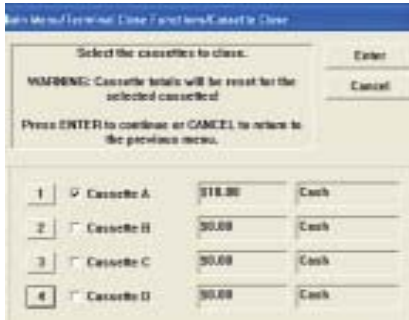 Main Menu/Terminal Close Functions/Cassette Close
Select the cassettes to close.
WARNING: Cassette totals will be reset for the
selected cassettes!
Press ENTER to continue or CANCEL to return to
the previous menu.
Enter
Cancel
1 Cassette A $10.00 Cash
2 Cassette B $0.00 Cash
3 Cassette C $0.00 Cash
4 Cassette D $0.00 Cash